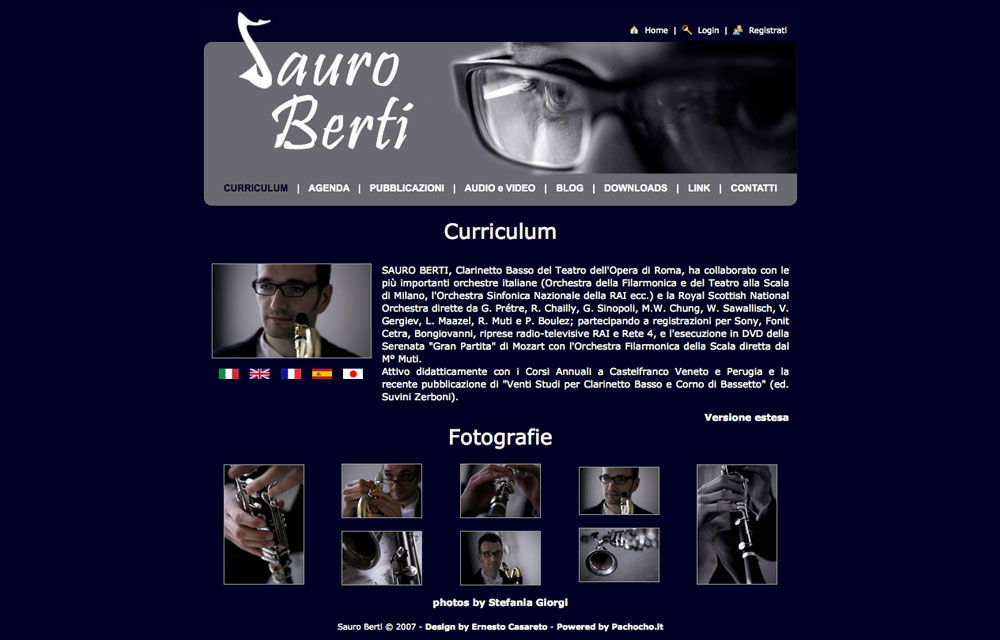 Home | Login | Registrati
Sauro
Berti
CURRICULUM | AGENDA | PUBBLICAZIONI | AUDIO e VIDEO | BLOG | DOWNLOADS | LINK | CONTATTI
Curriculum
SAURO BERTI, Clarinetto Basso del Teatro dell'Opera di Roma, ha collaborato con le
più importanti orchestre italiane (Orchestra della Filarmonica e del Teatro alla Scala
di Milano, l'Orchestra Sinfonica Nazionale della RAI ecc.) e la Royal Scottish National
Orchestra dirette da G. Prétre, R. Chailly, G. Sinopoli, M.W. Chung, W. Sawallisch, V.
Gergiev, L. Maazel, R. Muti e P. Boulez; partecipando a registrazioni per Sony, Fonit
Cetra, Bongiovanni, riprese radio-televisive RAI e Rete 4, e l'esecuzione in DVD della
Serenata "Gran Partita" di Mozart con l'Orchestra Filarmonica della Scala diretta dal
M° Muti.
Attivo didatticamente con i Corsi Annuali a Castelfranco Veneto e Perugia e la
recente pubblicazione di "Venti Studi per Clarinetto Basso e Corno di Bassetto" (ed.
Suvini Zerboni).
Versione estesa
Fotografie
photos by Stefania Giorgi
Sauro Berti © 2007 - Design by Ernesto Casareto - Powered by Pachocho.it